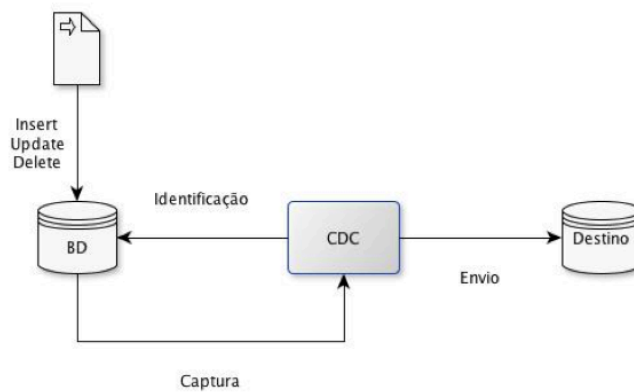 Insert
Update
Delete
Identificação
BD
CDC
Destino
Envio
Captura